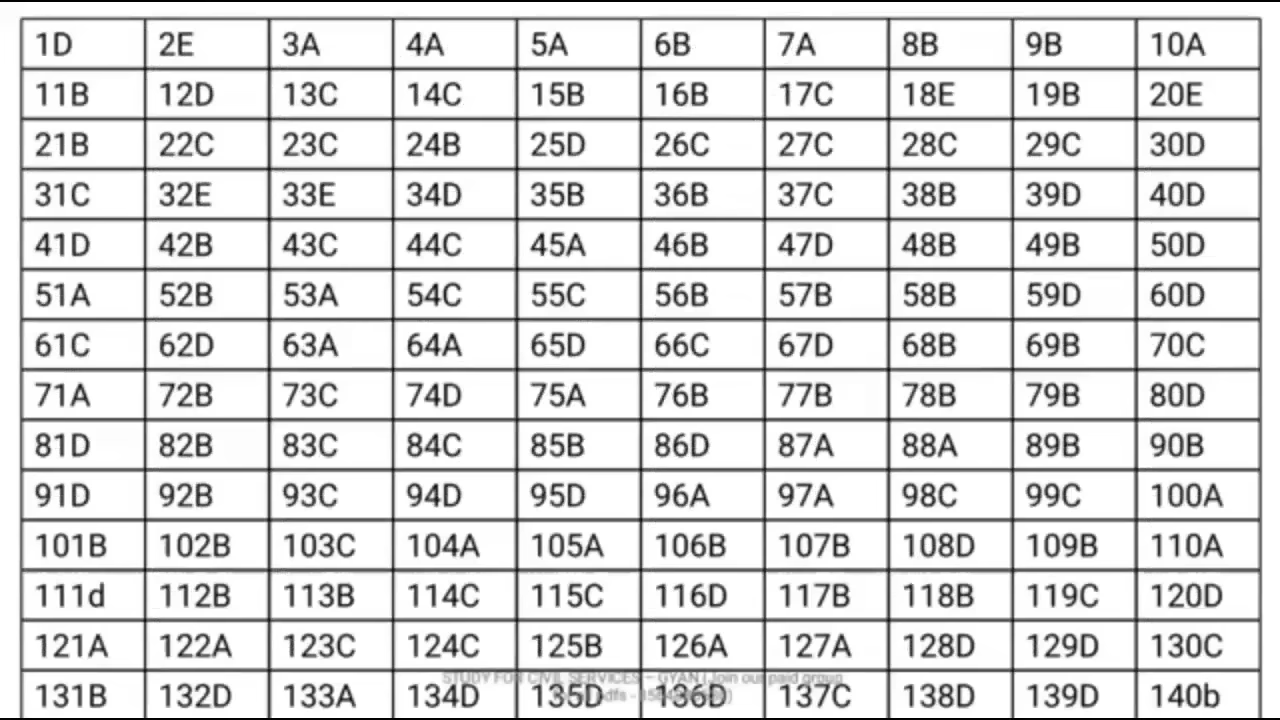 1D 2E 3A 4A 5A 6B 7A 8B 9B 10A
11B 12D 13C 14C 15B 16B 17C 18E 19B 20E
21B 22C 23C 24B 25D 26C 27C 28C 29C 30D
31C 32E 33E 34D 35B 36B 37C 38B 39D 40D
41D 42B 43C 44C 45A 46B 47D 48B 49B 50D
51A 52B 53A 54C 55C 56B 57B 58B 59D 60D
61C 62D 63A 64A 65D 66C 67D 68B 69B 70C
71A 72B 73C 74D 75A 76B 77B 78B 79B 80D
81D 82B 83C 84C 85B 86D 87A 88A 89B 90B
91D 92B 93C 94D 95D 96A 97A 98C 99C 100A
101B 102B 103C 104A 105A 106B 107B 108D 109B 110A
111d 112B 113B 114C 115C 116D 117B 118B 119C 120D
121A 122A 123C 124C 125B 126A 127A 128D 129D 130C
STUDY FOR CIVIL SERVICES – GYAN (Join our paid group
131B 132D 133A 134D 135D 136D 137C 138D 139D 140b